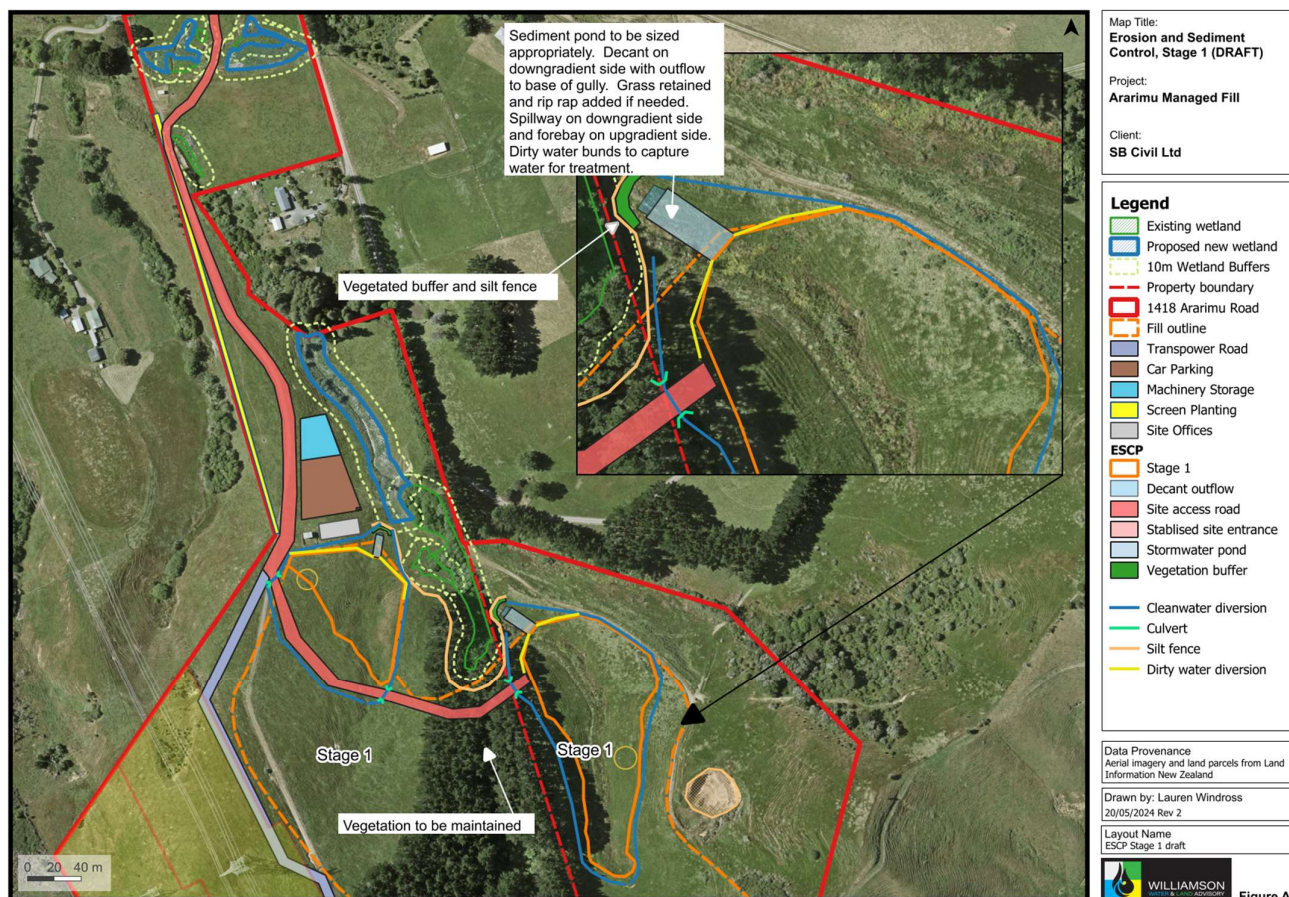 Sediment pond to be sized
appropriately. Decant on
downgradient side with outflow
to base of gully. Grass retained
and rip rap added if needed.
Spillway on downgradient side
and forebay on upgradient side.
Dirty water bunds to capture
water for treatment.
Vegetated buffer and silt fence
Stage 1
Stage 1
Vegetation to be maintained
0 20 40 m
Map Title:
Erosion and Sediment
Control, Stage 1 (DRAFT)
Project:
Ararimu Managed Fill
Client:
SB Civil Ltd
Legend
Existing wetland
Proposed new wetland
10m Wetland Buffers
Property boundary
1418 Ararimu Road
Fill outline
Transpower Road
Car Parking
Machinery Storage
Screen Planting
Site Offices
ESCP
Stage 1
Decant outflow
Site access road
Stablised site entrance
Stormwater pond
Vegetation buffer
Cleanwater diversion
Culvert
Silt fence
Dirty water diversion
Data Provenance
Aerial imagery and land parcels from Land
Information New Zealand
Drawn by: Lauren Windross
20/05/2024 Rev 2
Layout Name
ESCP Stage 1 draft
WILLIAMSON
WATER & LAND ADVISORY
Figure A